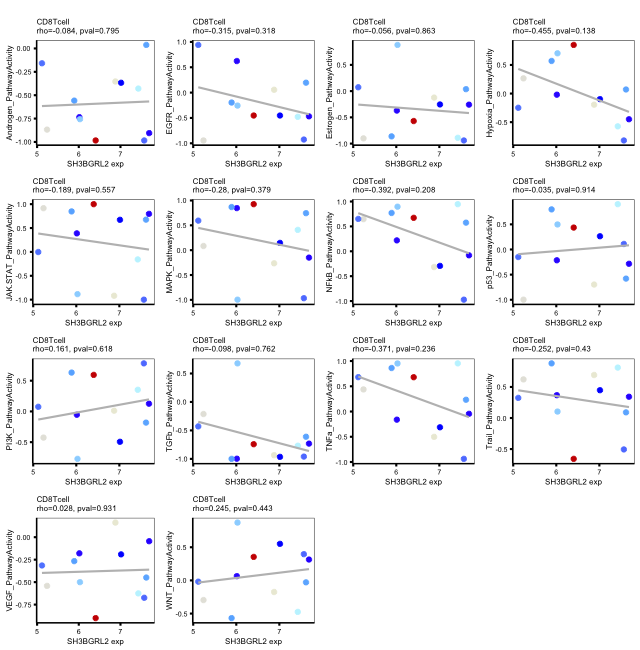 CD8Tcell
rho=-0.084, pval=0.795
Androgen_PathwayActivity
0.00
-0.25
-0.50
-0.75
-1.00
5
6
7
SH3BGRL2 exp
CD8Tcell
rho=-0.315, pval=0.318
EGFR_PathwayActivity
1.0
0.5
0.0
-0.5
-1.0
5
6
7
SH3BGRL2 exp
CD8Tcell
rho=-0.056, pval=0.863
Estrogen_PathwayActivity
0.5
0.0
-0.5
-1.0
5
6
7
SH3BGRL2 exp
CD8Tcell
rho=-0.455, pval=0.138
Hypoxia_PathwayActivity
0.5
0.0
-0.5
5
6
7
SH3BGRL2 exp
CD8Tcell
rho=-0.189, pval=0.557
JAK.STAT_PathwayActivity
1.0
0.5
0.0
-0.5
-1.0
5
6
7
SH3BGRL2 exp
CD8Tcell
rho=-0.28, pval=0.379
MAPK_PathwayActivity
1.0
0.5
0.0
-0.5
-1.0
5
6
7
SH3BGRL2 exp
CD8Tcell
rho=-0.392, pval=0.208
NFkB_PathwayActivity
1.0
0.5
0.0
-0.5
-1.0
5
6
7
SH3BGRL2 exp
CD8Tcell
rho=-0.035, pval=0.914
p53_PathwayActivity
0.5
0.0
-0.5
-1.0
5
6
7
SH3BGRL2 exp
CD8Tcell
rho=0.161, pval=0.618
PI3K_PathwayActivity
0.5
0.0
-0.5
5
6
7
SH3BGRL2 exp
CD8Tcell
rho=-0.098, pval=0.762
TGFb_PathwayActivity
0.5
0.0
-0.5
-1.0
5
6
7
SH3BGRL2 exp
CD8Tcell
rho=-0.371, pval=0.236
TNFa_PathwayActivity
1.0
0.5
0.0
-0.5
-1.0
5
6
7
SH3BGRL2 exp
CD8Tcell
rho=-0.252, pval=0.43
Trail_PathwayActivity
0.5
0.0
-0.5
5
6
7
SH3BGRL2 exp
CD8Tcell
rho=0.028, pval=0.931
VEGF_PathwayActivity
0.00
-0.25
-0.50
-0.75
5
6
7
SH3BGRL2 exp
CD8Tcell
rho=0.245, pval=0.443
WNT_PathwayActivity
0.5
0.0
-0.5
5
6
7
SH3BGRL2 exp